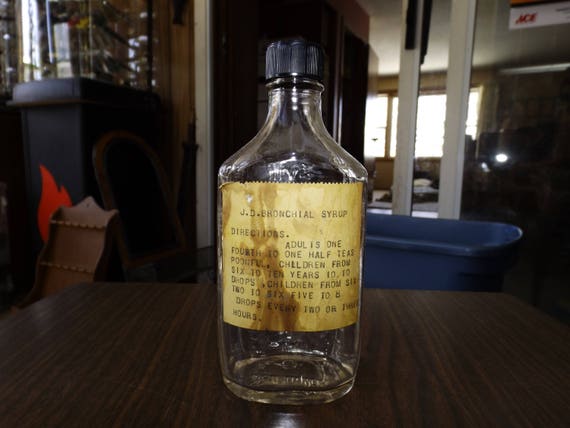 ACE
J.D.BRONCHIAL SYRUP
DIRECTIONS.
ADULTS ONE
FOURTH TO ONE HALF TEAS
POONFUL, CHILDREN FROM
SIX TO TEN YEARS 10,10
DROPS ,CHILDREN FROM SIX
TWO TO SIX FIVE TO 8
DROPS EVERY TWO OR THREE
HOURS.